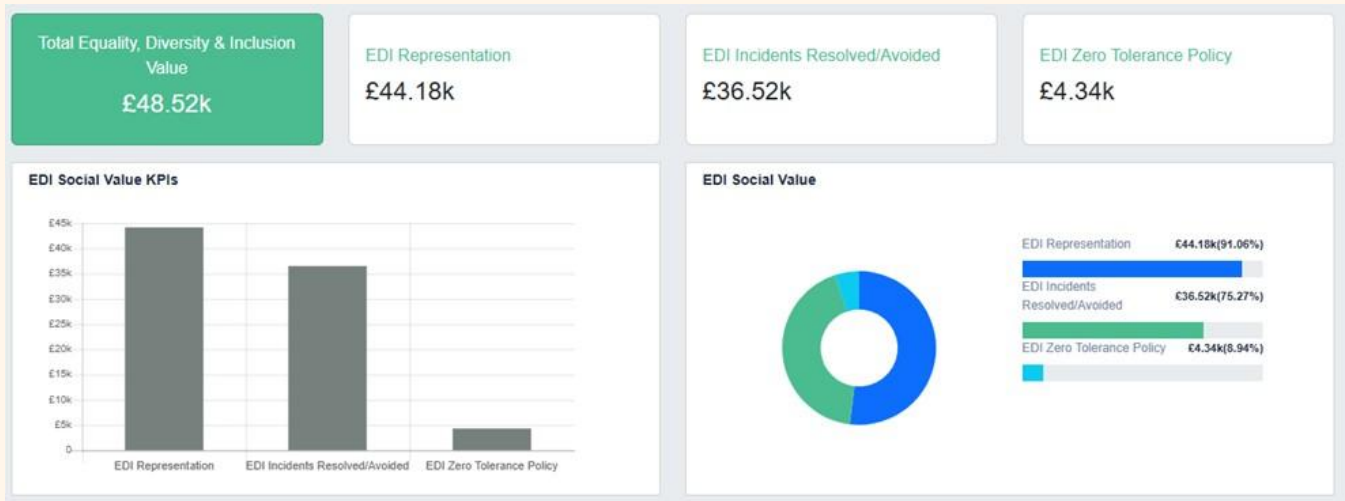 Total Equality, Diversity & Inclusion
Value
£48.52k
EDI Representation
£44.18k
EDI Incidents Resolved/Avoided
£36.52k
EDI Zero Tolerance Policy
£4.34k
EDI Social Value KPIs
£45k
£40k
£35k
£30k
£25k
£20k
£15k
£10k
£5k
0
EDI Representation
EDI Incidents Resolved/Avoided
EDI Zero Tolerance Policy
EDI Social Value
EDI Representation £44.18k(91.06%)
EDI Incidents
Resolved/Avoided £36.52k(75.27%)
EDI Zero Tolerance Policy £4.34k(8.94%)